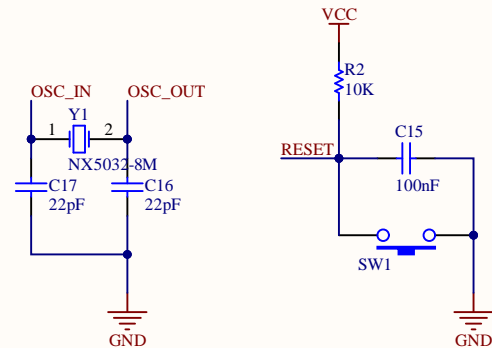 OSC_IN
OSC_OUT
Y1
1
2
NX5032-8M
C17
22pF
C16
22pF
GND
VCC
R2
10K
RESET
C15
100nF
SW1
GND